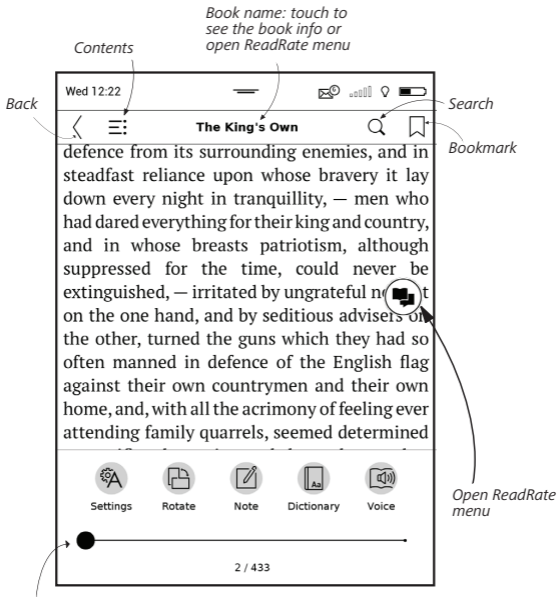 Book name: touch to
see the book info or
open ReadRate menu
Contents
Back
Wed 12:22
Search
The King's Own
Bookmark
defence from its surrounding enemies, and in
steadfast reliance upon whose bravery it lay
down every night in tranquillity, — men who
had dared everything for their king and country,
and in whose breasts patriotism, although
suppressed for the time, could never be
extinguished, — irritated by ungrateful
on the one hand, and by seditious advisers on
the other, turned the guns which they had so
often manned in defence of the English flag
against their own countrymen and their own
home, and, with all the acrimony of feeling ever
attending family quarrels, seemed determined
Open ReadRate
menu
Settings Rotate Note Dictionary Voice
Aa
2 / 433